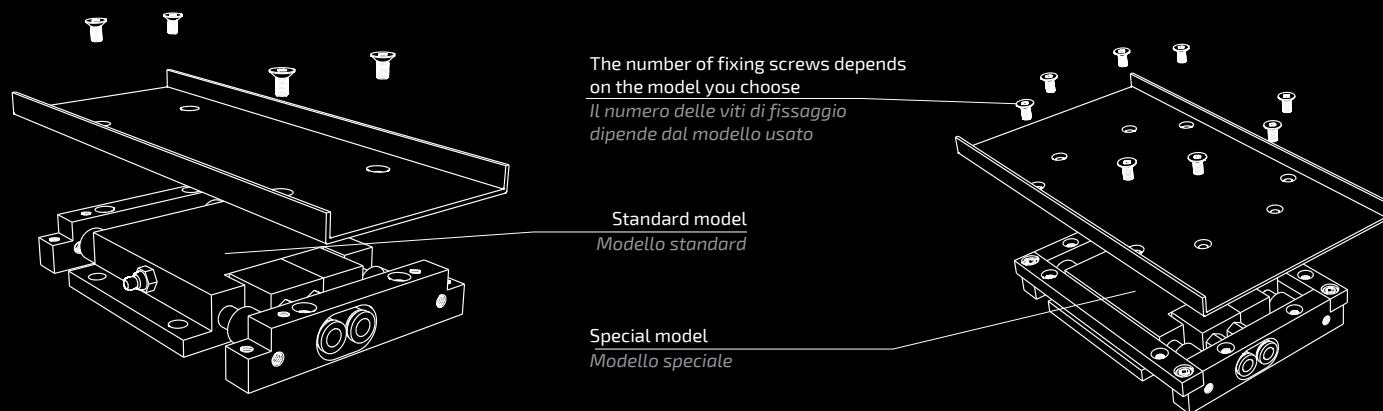 The number of fixing screws depends
on the model you choose
Il numero delle viti di fissaggio
dipende dal modello usato
Standard model
Modello standard
Special model
Modello speciale